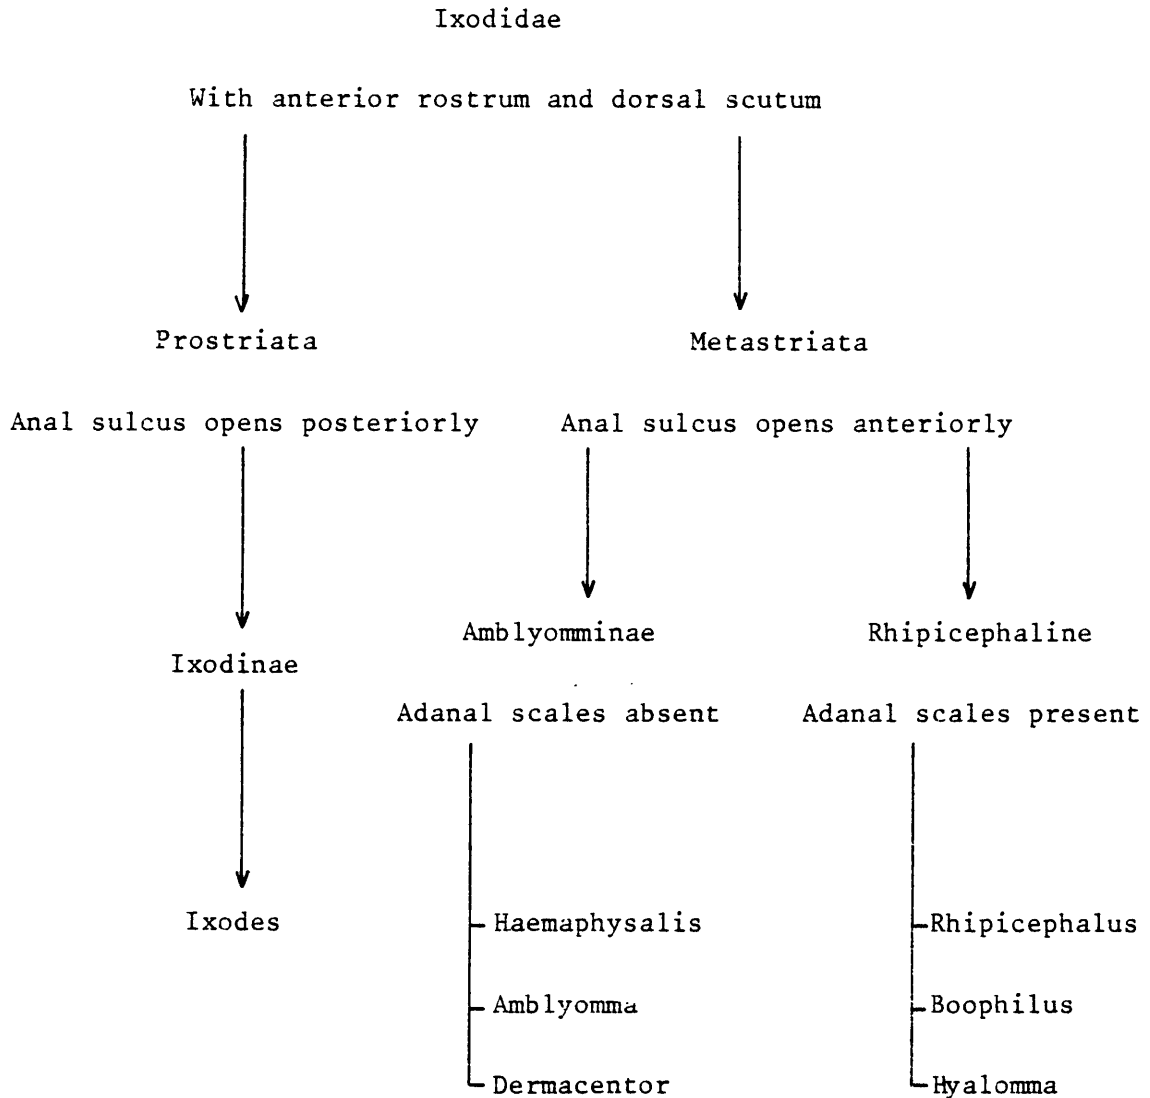 Ixodidae
With anterior rostrum and dorsal scutum
Prostriata
Metastriata
Anal sulcus opens posteriorly
Anal sulcus opens anteriorly
Amblyomminae
Rhipicephaline
Ixodinae
Adanal scales absent
Adanal scales present
Ixodes
Haemaphysalis
Rhipicephalus
Amblyomma
Boophilus
Dermacentor
Hyalomma